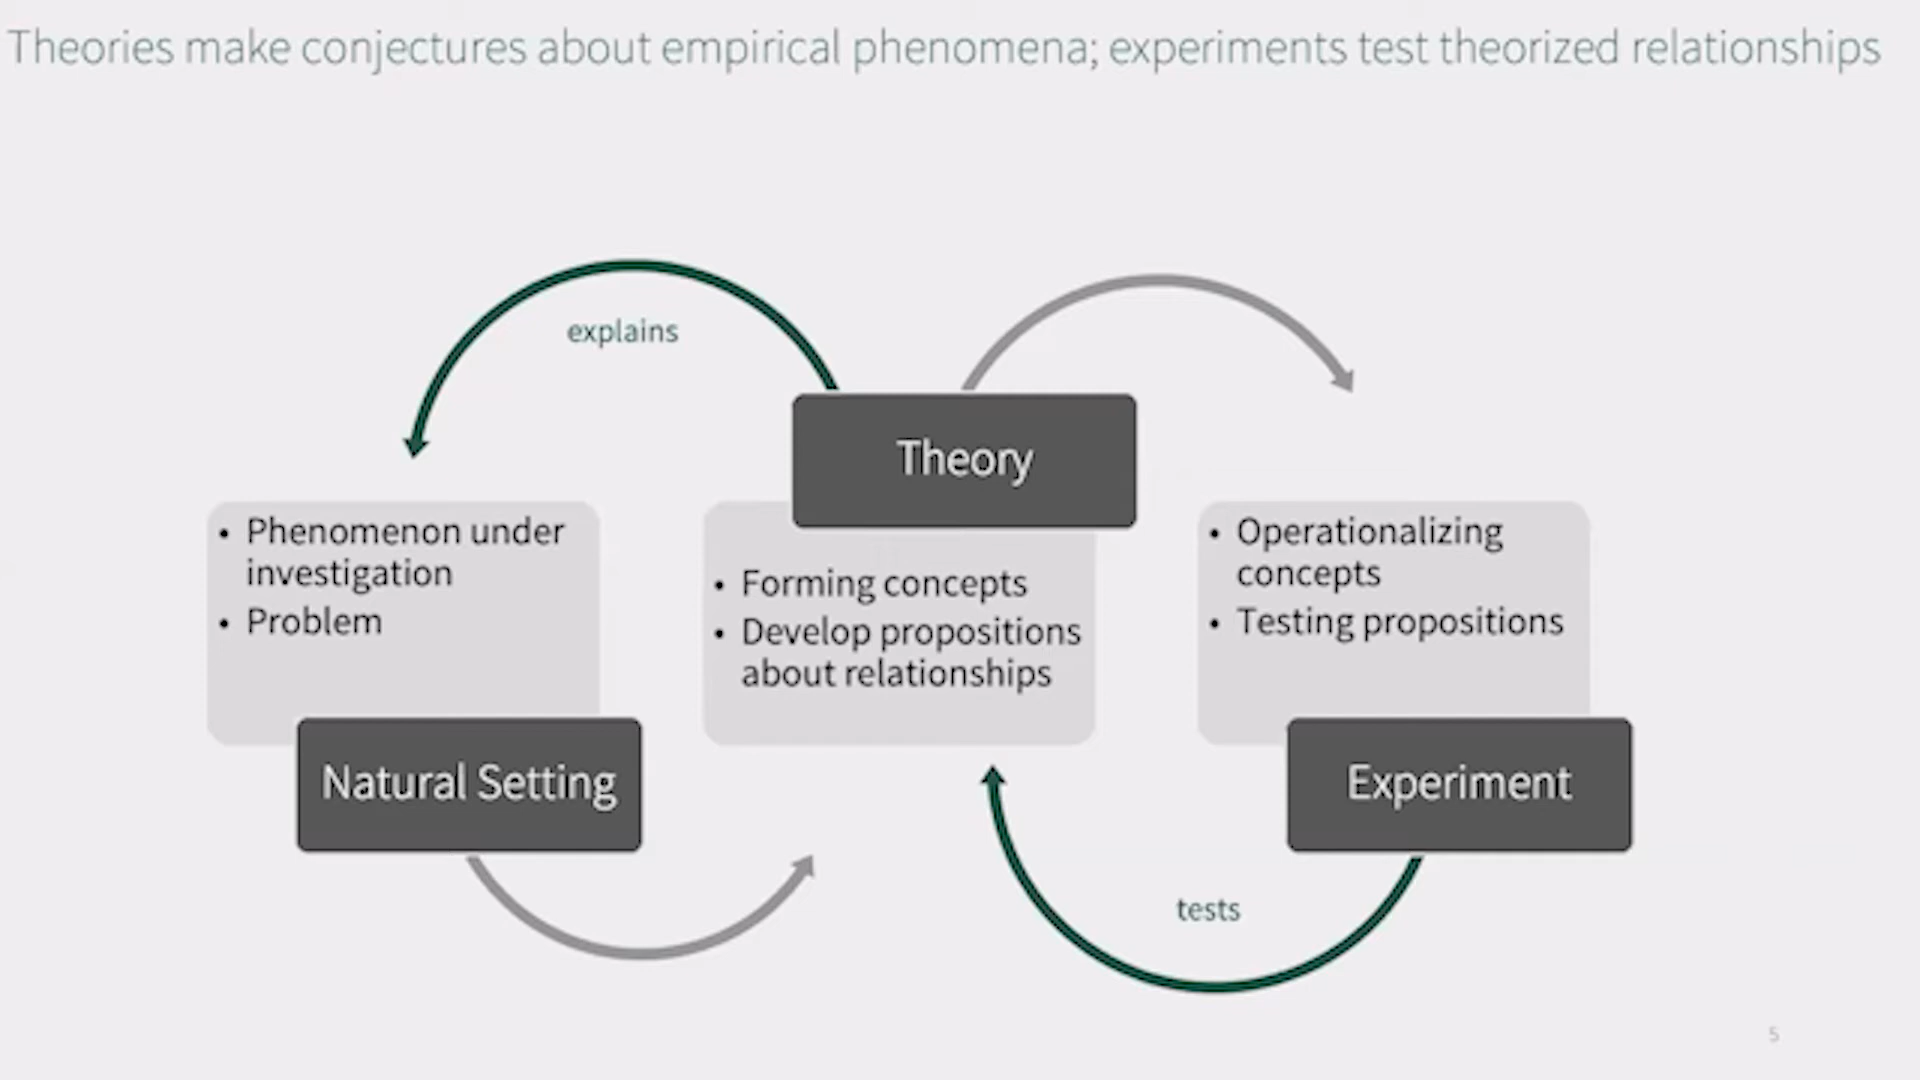 Theories make conjectures about empirical phenomena; experiments test theorized relationships
explains
Theory
• Phenomenon under
investigation
• Problem
Natural Setting
• Forming concepts
• Develop propositions
about relationships
• Operationalizing
concepts
• Testing propositions
Experiment
tests
5